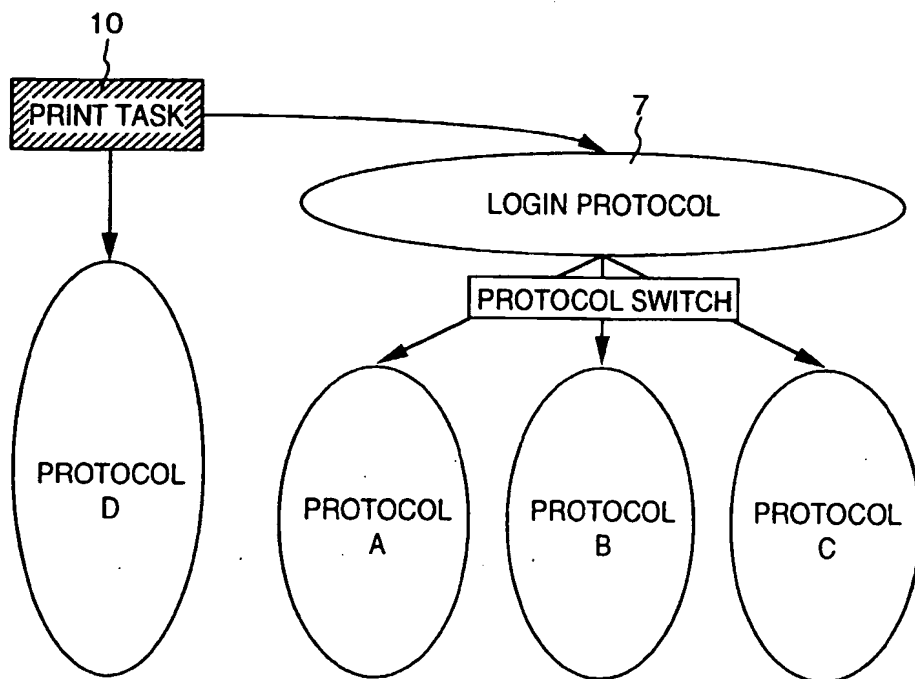 10
PRINT TASK
7
LOGIN PROTOCOL
PROTOCOL SWITCH
PROTOCOL
D
PROTOCOL
A
PROTOCOL
B
PROTOCOL
C